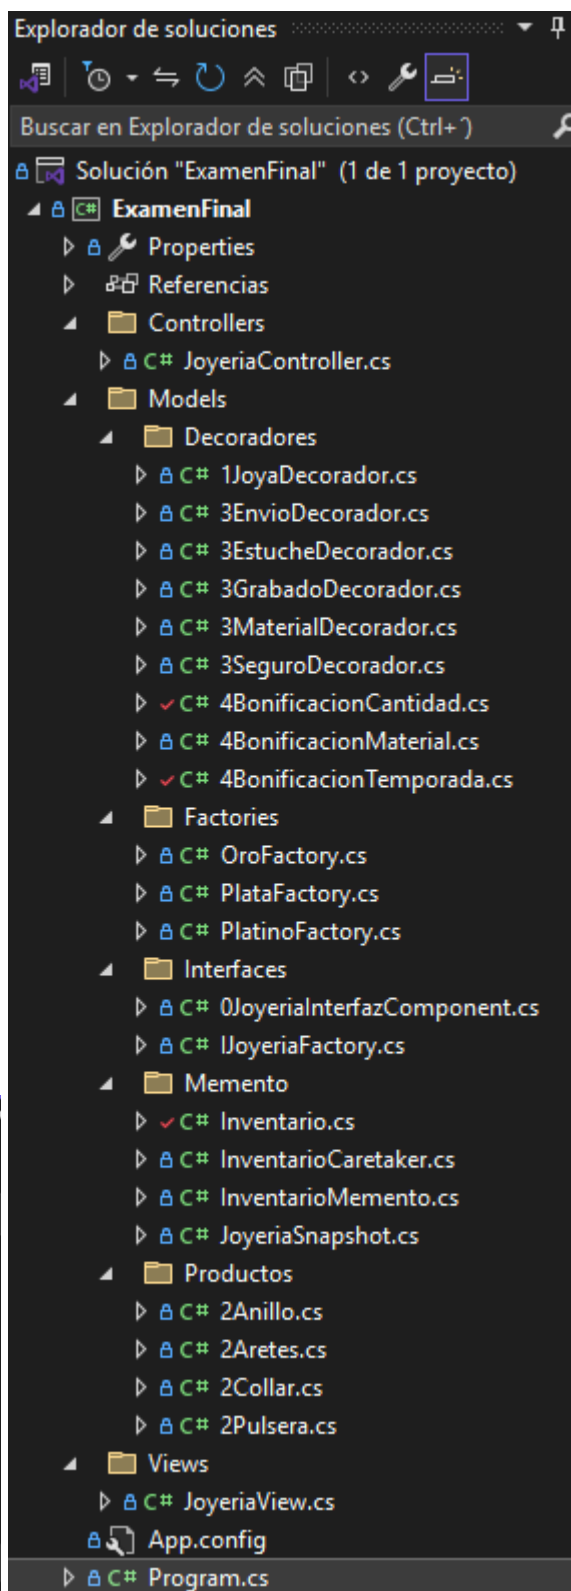 Explorador de soluciones
Buscar en Explorador de soluciones (Ctrl+´)
Solución "ExamenFinal" (1 de 1 proyecto)
C# ExamenFinal
Properties
Referencias
Controllers
C# JoyeriaController.cs
Models
Decoradores
C# 1JoyaDecorador.cs
C# 3EnvioDecorador.cs
C# 3EstucheDecorador.cs
C# 3GrabadoDecorador.cs
C# 3MaterialDecorador.cs
C# 3SeguroDecorador.cs
C# 4BonificacionCantidad.cs
C# 4BonificacionMaterial.cs
C# 4BonificacionTemporada.cs
Factories
C# OroFactory.cs
C# PlataFactory.cs
C# PlatinoFactory.cs
Interfaces
C# 0JoyeriaInterfazComponent.cs
C# IJoyeriaFactory.cs
Memento
C# Inventario.cs
C# InventarioCaretaker.cs
C# InventarioMemento.cs
C# JoyeriaSnapshot.cs
Productos
C# 2Anillo.cs
C# 2Aretes.cs
C# 2Collar.cs
C# 2Pulsera.cs
Views
C# JoyeriaView.cs
App.config
C# Program.cs